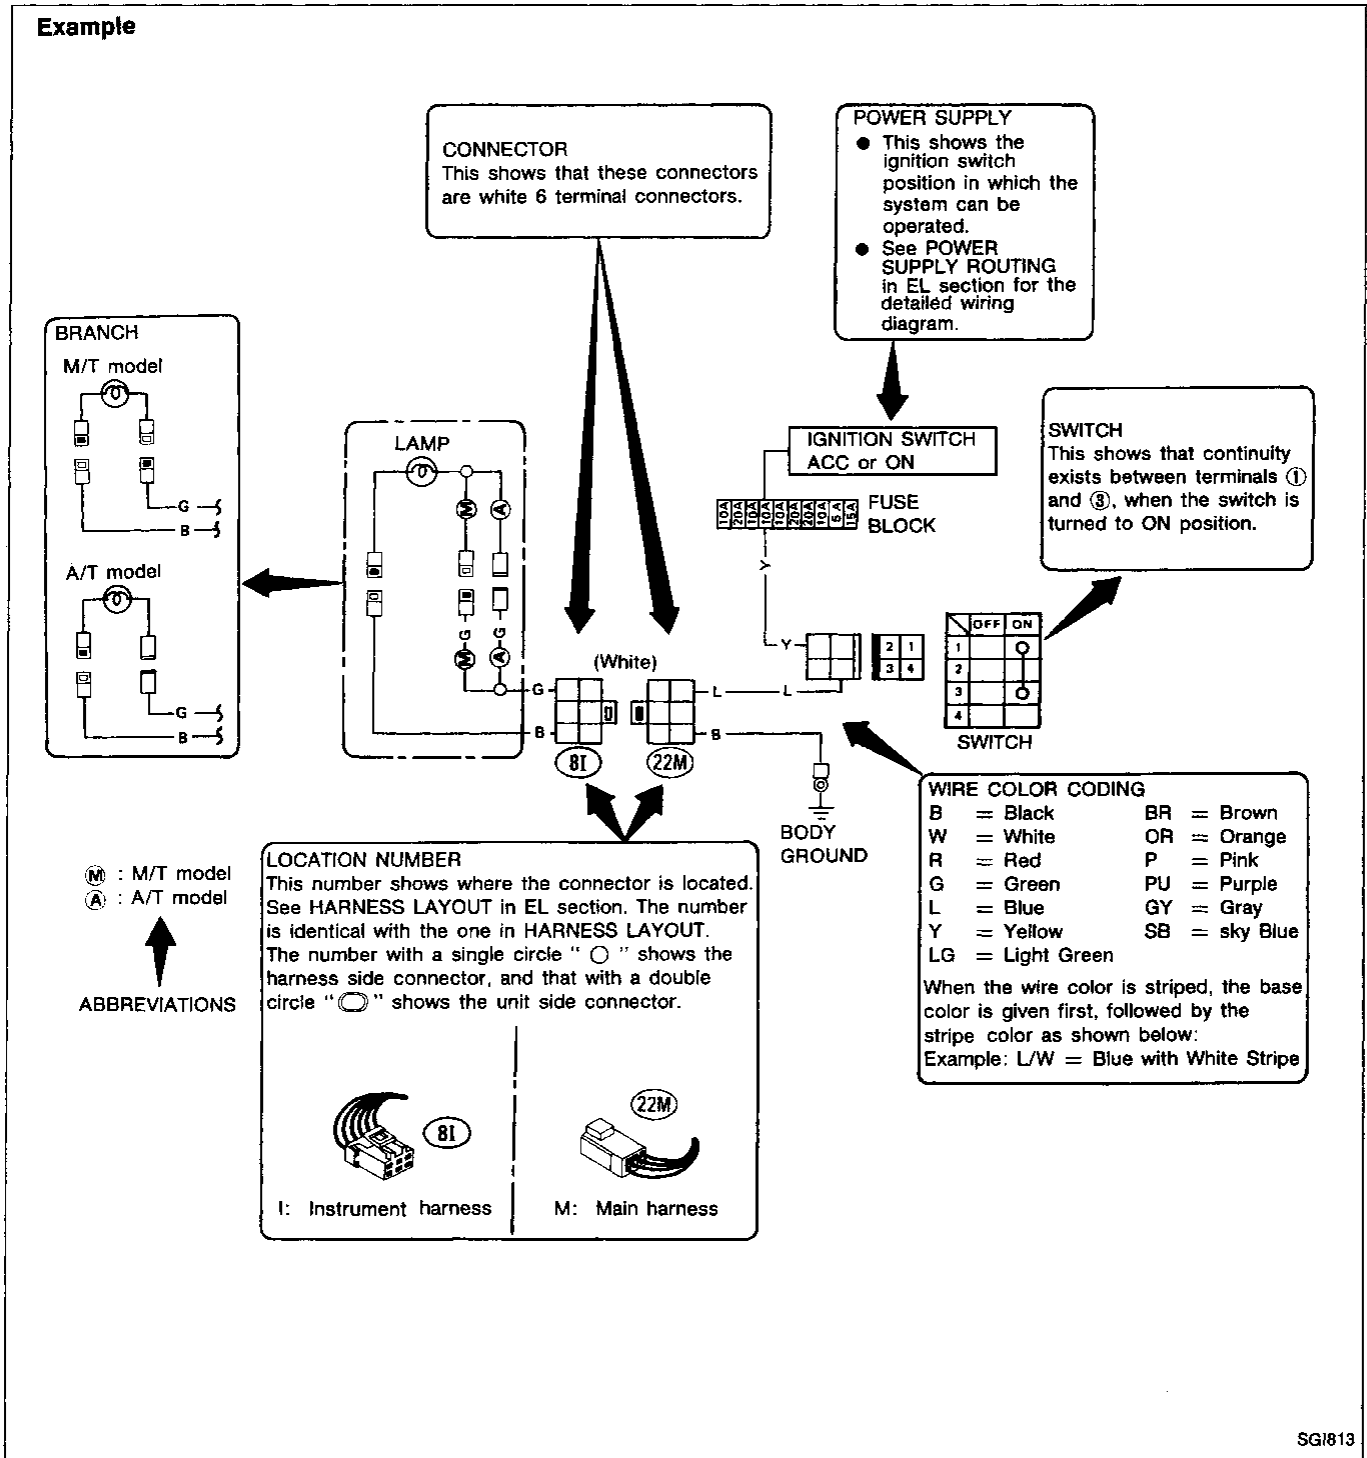 Example
CONNECTOR
This shows that these connectors
are white 6 terminal connectors.
POWER SUPPLY
● This shows the
ignition switch
position in which the
system can be
operated.
● See POWER
SUPPLY ROUTING
in EL section for the
detailed wiring
diagram.
BRANCH
M/T model
G
B
A/T model
G
B
LAMP
M
A
G
G
M
A
G
B
(White)
8I
22M
L
L
B
IGNITION SWITCH
ACC or ON
10A
20A
10A
10A
10A
20A
20A
10A
5A
15A
FUSE
BLOCK
Y
Y
2 1
3 4
OFF ON
1
2
3
4
SWITCH
SWITCH
This shows that continuity
exists between terminals ①
and ③, when the switch is
turned to ON position.
BODY
GROUND
WIRE COLOR CODING
B = Black BR = Brown
W = White OR = Orange
R = Red P = Pink
G = Green PU = Purple
L = Blue GY = Gray
Y = Yellow SB = sky Blue
LG = Light Green
When the wire color is striped, the base
color is given first, followed by the
stripe color as shown below:
Example: L/W = Blue with White Stripe
Ⓜ : M/T model
Ⓐ : A/T model
ABBREVIATIONS
LOCATION NUMBER
This number shows where the connector is located.
See HARNESS LAYOUT in EL section. The number
is identical with the one in HARNESS LAYOUT.
The number with a single circle “ ○ ” shows the
harness side connector, and that with a double
circle “ ◎ ” shows the unit side connector.
8I
22M
I: Instrument harness
M: Main harness
SGI813